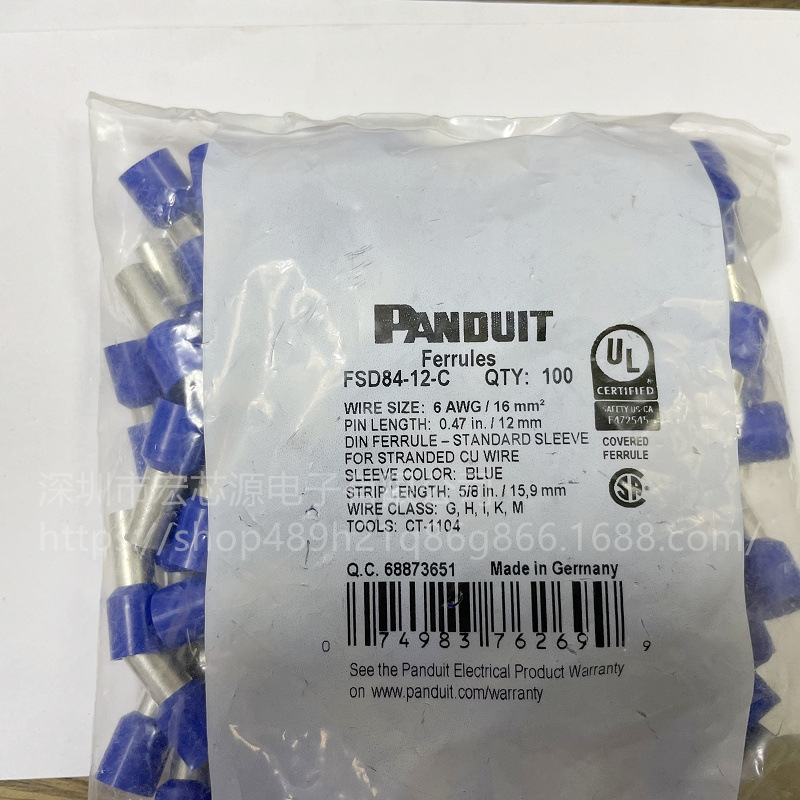 PANDUIT
Ferrules
FSD84-12-C QTY: 100
WIRE SIZE: 6 AWG / 16 mm²
PIN LENGTH: 0.47 in. / 12 mm
DIN FERRULE – STANDARD SLEEVE
FOR STRANDED CU WIRE
SLEEVE COLOR: BLUE
STRIP LENGTH: 5/8 in. / 15,9 mm
WIRE CLASS: G, H, I, K, M
TOOLS: CT-1104
UL
CERTIFIED
SAFETY US-CA
E472545
COVERED
FERRULE
深圳市宏芯源电子
https://shop489h21q86g866.1688.com/
Q.C. 68873651 Made in Germany
0 74983 76269 9
See the Panduit Electrical Product Warranty
on www.panduit.com/warranty